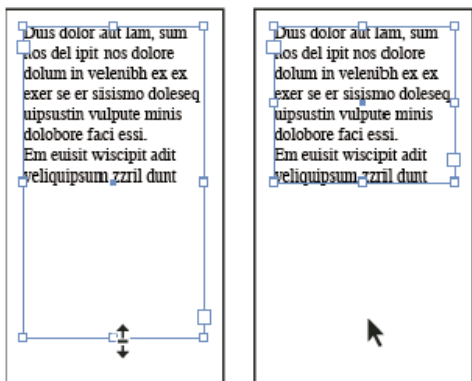 Duis dolor aut lam, sum
nos del ipit nos dolore
dolum in velenibh ex ex
exer se er sisismo doleseq
uipsustin vulpute minis
dolobore faci essi.
Em euisit wiscipit adit
veliquipsum zzril dunt
Duis dolor aut lam, sum
nos del ipit nos dolore
dolum in velenibh ex ex
exer se er sisismo doleseq
uipsustin vulpute minis
dolobore faci essi.
Em euisit wiscipit adit
veliquipsum zzril dunt